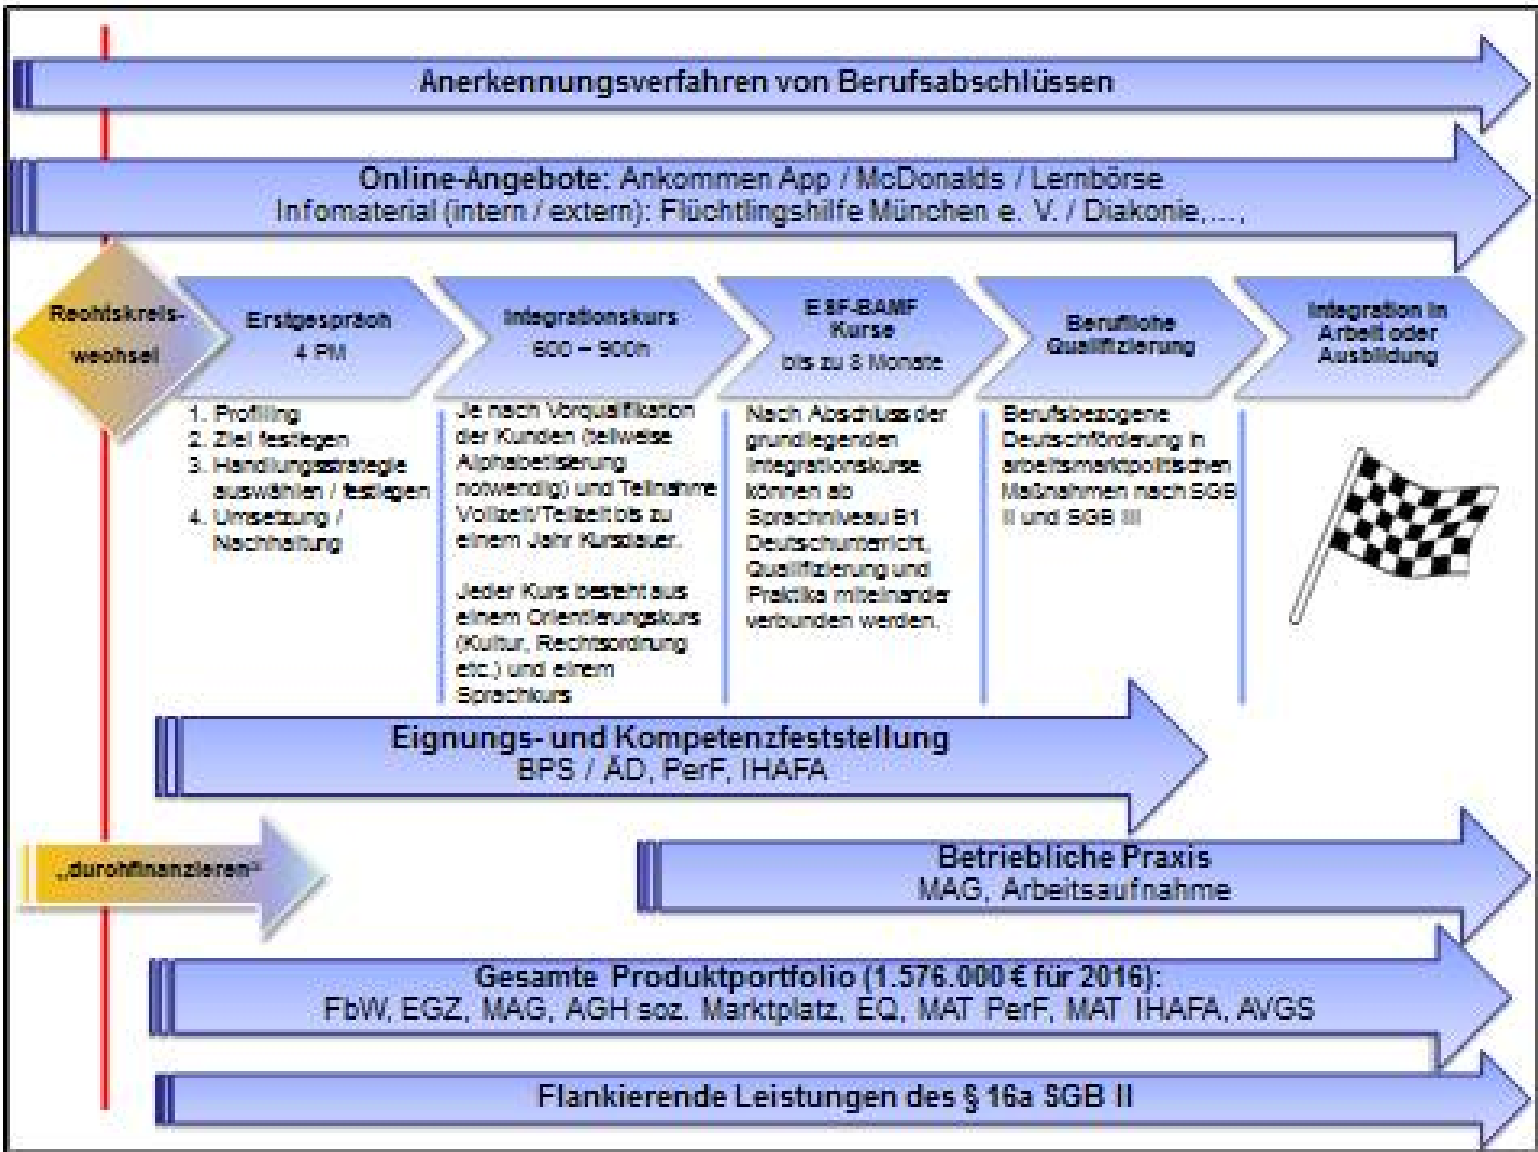 Anerkennungsverfahren von Berufsabschlüssen
Online-Angebote: Ankommen App / McDonalds / Lernbörse
Infomaterial (intern / extern): Flüchtlingshilfe München e. V. / Diakonie,...,
Rechtskreis-
wechsel
Erstgespräch
4 PM
1. Profiling
2. Ziel festlegen
3. Handlungsstrategie
auswählen / festlegen
4. Umsetzung /
Nachhaltung
Integrationskurs
600 – 900h
Je nach Vorqualifikation
der Kunden (teilweise
Alphabetisierung
notwendig) und Teilnahme
Vollzeit/Teilzeit bis zu
einem Jahr Kursdauer.
Jeder Kurs besteht aus
einem Orientierungskurs
(Kultur, Rechtsordnung
etc.) und einem
Sprachkurs
ESF-BAMF
Kurse
bis zu 8 Monate
Nach Abschluss der
grundlegenden
Integrationskurse
können ab
Sprachniveau B1
Deutschunterricht,
Qualifizierung und
Praktika miteinander
verbunden werden.
Berufliche
Qualifizierung
Berufsbezogene
Deutschförderung in
arbeitsmarktpolitischen
Maßnahmen nach SGB
II und SGB III
Integration in
Arbeit oder
Ausbildung
Eignungs- und Kompetenzfeststellung
BPS / ÄD, PerF, IHAFA
„durchfinanzieren“
Betriebliche Praxis
MAG, Arbeitsaufnahme
Gesamte Produktportfolio (1.576.000 € für 2016):
FbW, EGZ, MAG, AGH soz. Marktplatz, EQ, MAT PerF, MAT IHAFA, AVGS
Flankierende Leistungen des § 16a SGB II